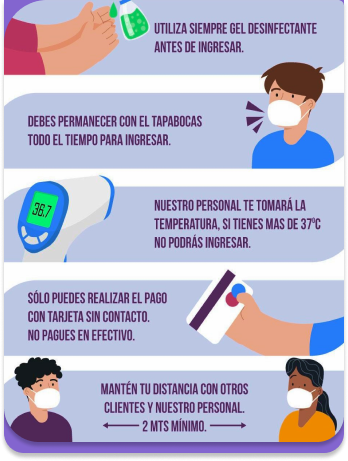 UTILIZA SIEMPRE GEL DESINFECTANTE
ANTES DE INGRESAR.
DEBES PERMANECER CON EL TAPABOCAS
TODO EL TIEMPO PARA INGRESAR.
36.7
NUESTRO PERSONAL TE TOMARÁ LA
TEMPERATURA, SI TIENES MAS DE 37ºC
NO PODRÁS INGRESAR.
SÓLO PUEDES REALIZAR EL PAGO
CON TARJETA SIN CONTACTO.
NO PAGUES EN EFECTIVO.
MANTÉN TU DISTANCIA CON OTROS
CLIENTES Y NUESTRO PERSONAL.
2 MTS MÍNIMO.